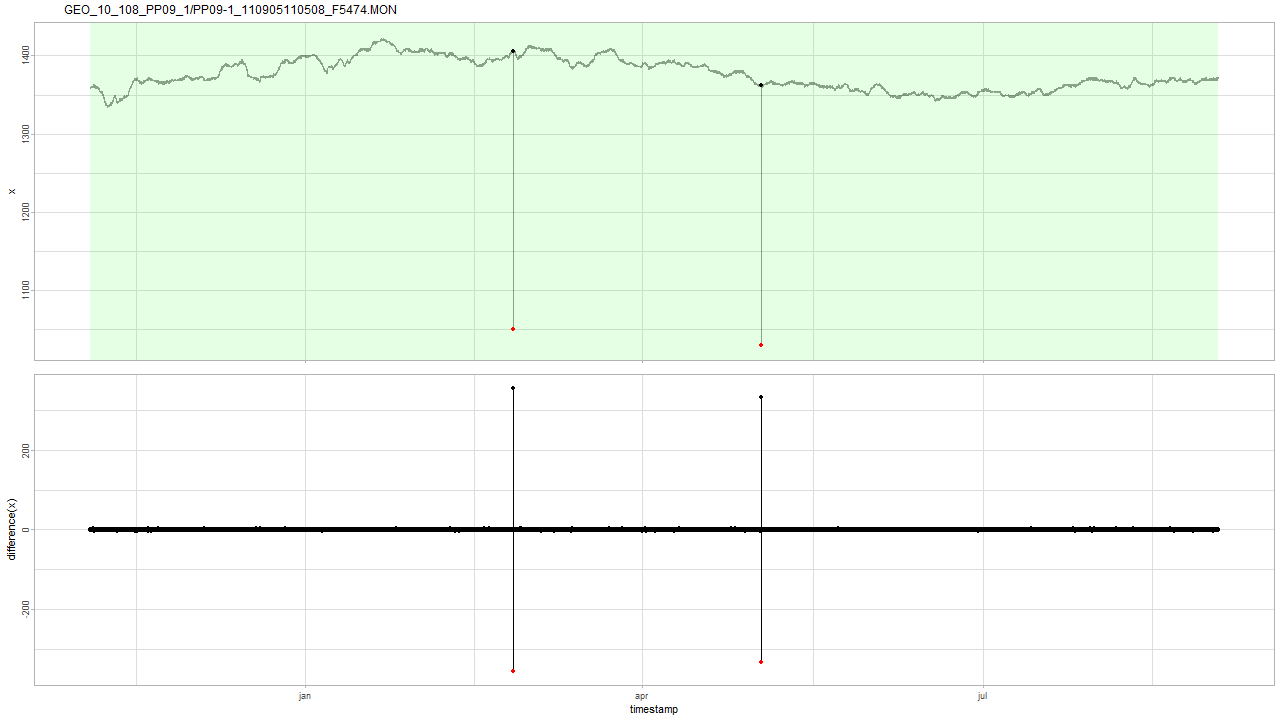 GEO_10_108_PP09_1/PP09-1_110905110508_F5474.MON
1400
1300
x
1200
1100
200
0
difference(x)
-200
jan
apr
jul
timestamp